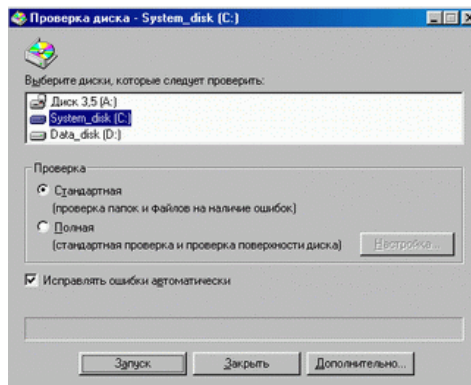 Проверка диска - System_disk (C:)
Выберите диски, которые следует проверить:
Диск 3,5 (A:)
System_disk (C:)
Data_disk (D:)
Проверка
Стандартная
(проверка папок и файлов на наличие ошибок)
Полная
(стандартная проверка и проверка поверхности диска)
Настройка...
Исправлять ошибки автоматически
Запуск
Закрыть
Дополнительно...